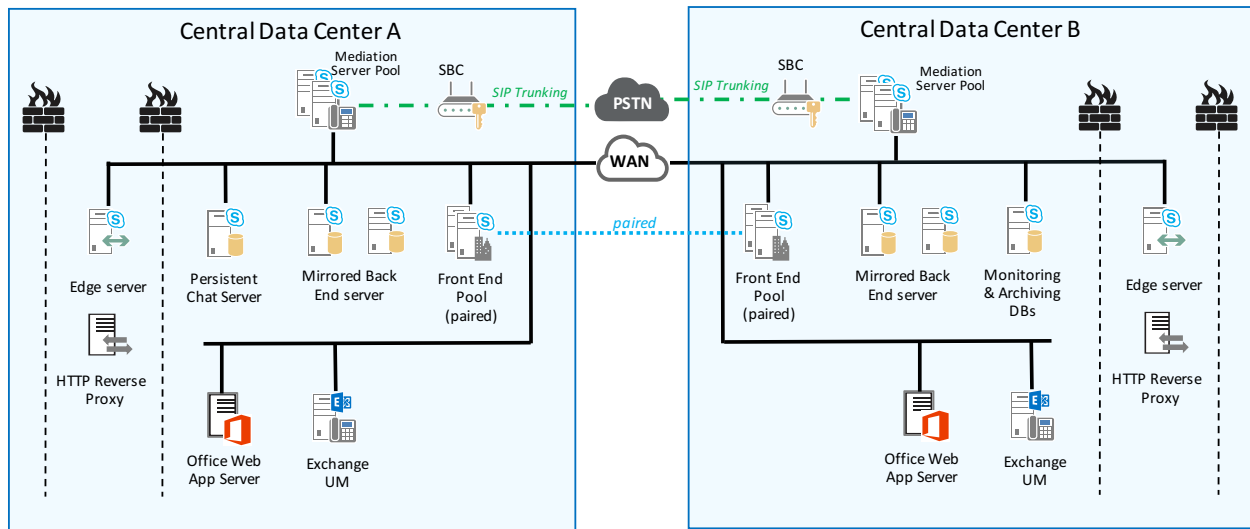 Central Data Center A
Mediation
Server Pool
SBC
SIP Trunking
PSTN
WAN
S
S
S
S
S
S
paired
Edge server
Persistent
Chat Server
Mirrored Back
End server
Front End
Pool
(paired)
HTTP Reverse
Proxy
E
Office Web
App Server
Exchange
UM
Central Data Center B
SBC
SIP Trunking
Mediation
Server Pool
S
S
S
S
S
S
Front End
Pool
(paired)
Mirrored Back
End server
Monitoring
& Archiving
DBs
Edge server
HTTP Reverse
Proxy
E
Office Web
App Server
Exchange
UM